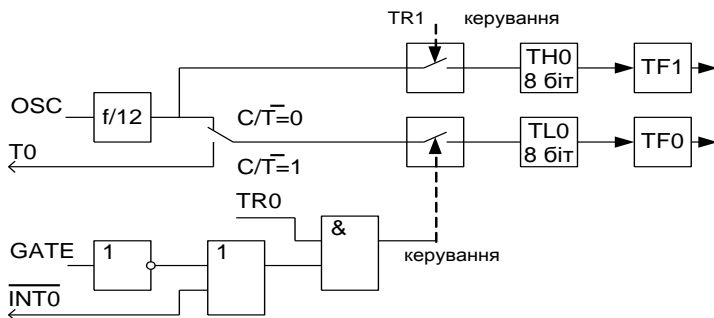 TR1 керування
TH0
8 біт
TF1
OSC
f/12
C/T̅=0
T0
C/T̅=1
TL0
8 біт
TF0
TR0
&
керування
GATE
1
1
I̅N̅T̅0̅